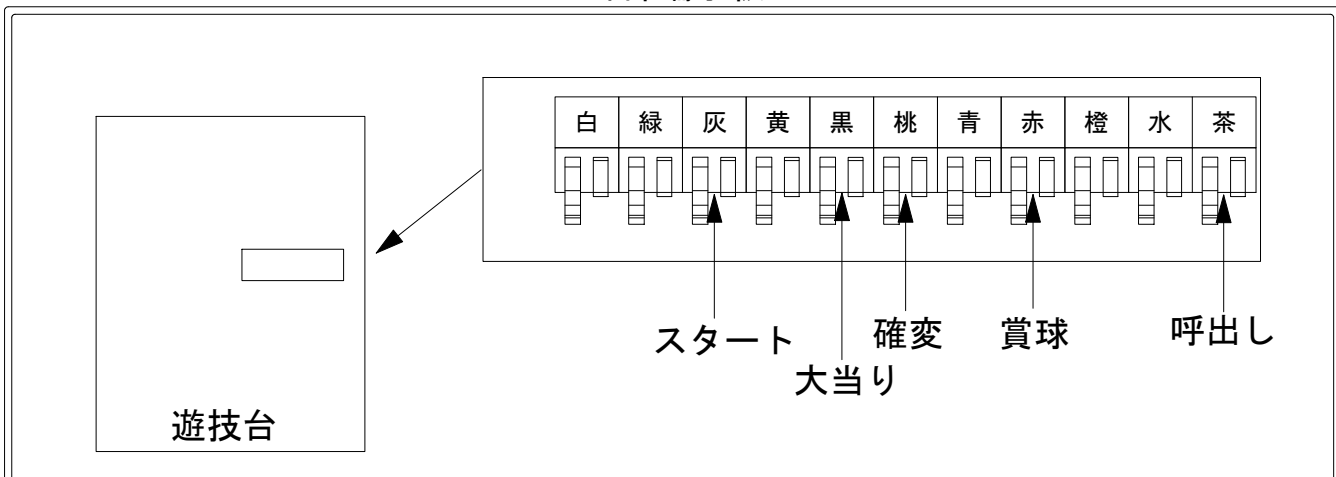 白 緑 灰 黄 黒 桃 青 赤 橙 水 茶
スタート
大当り
確変
賞球
呼出し
遊技台